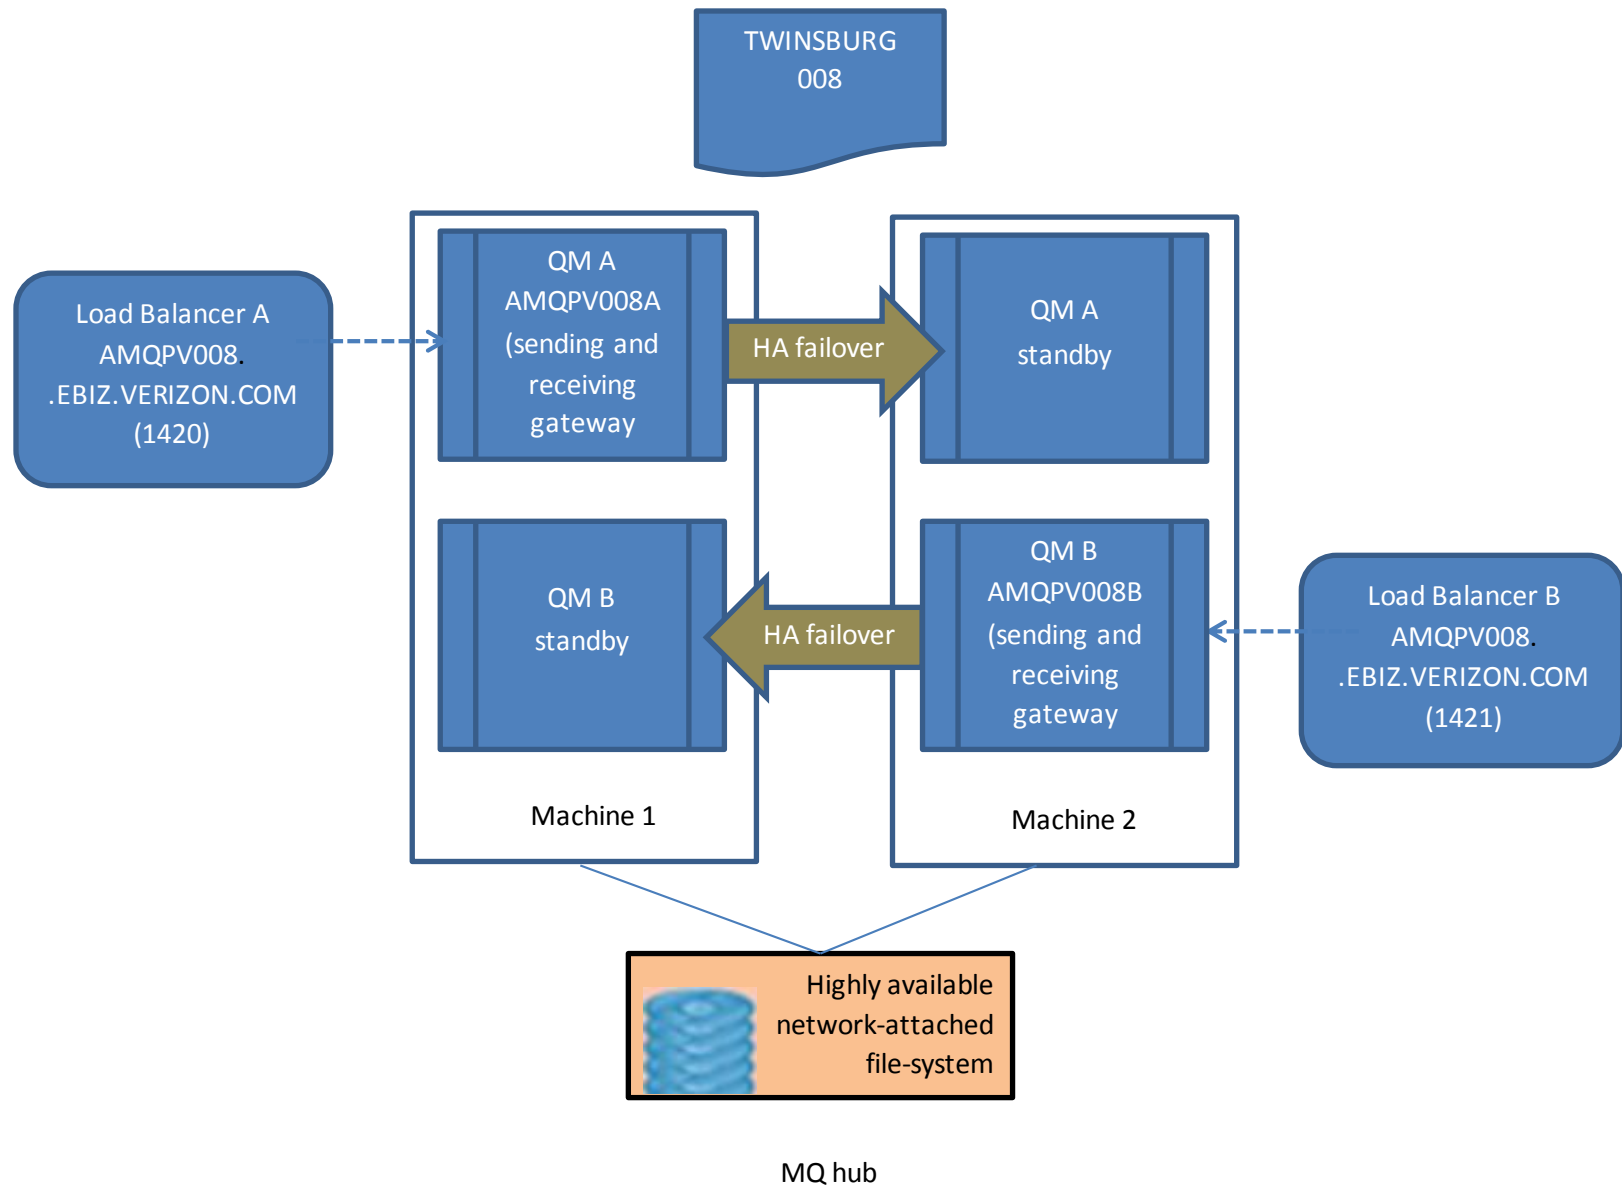 TWINSBURG
008
Load Balancer A
AMQPV008.
.EBIZ.VERIZON.COM
(1420)
QM A
AMQPV008A
(sending and
receiving
gateway
HA failover
QM A
standby
QM B
standby
HA failover
QM B
AMQPV008B
(sending and
receiving
gateway
Load Balancer B
AMQPV008.
.EBIZ.VERIZON.COM
(1421)
Machine 1
Machine 2
Highly available
network-attached
file-system
MQ hub